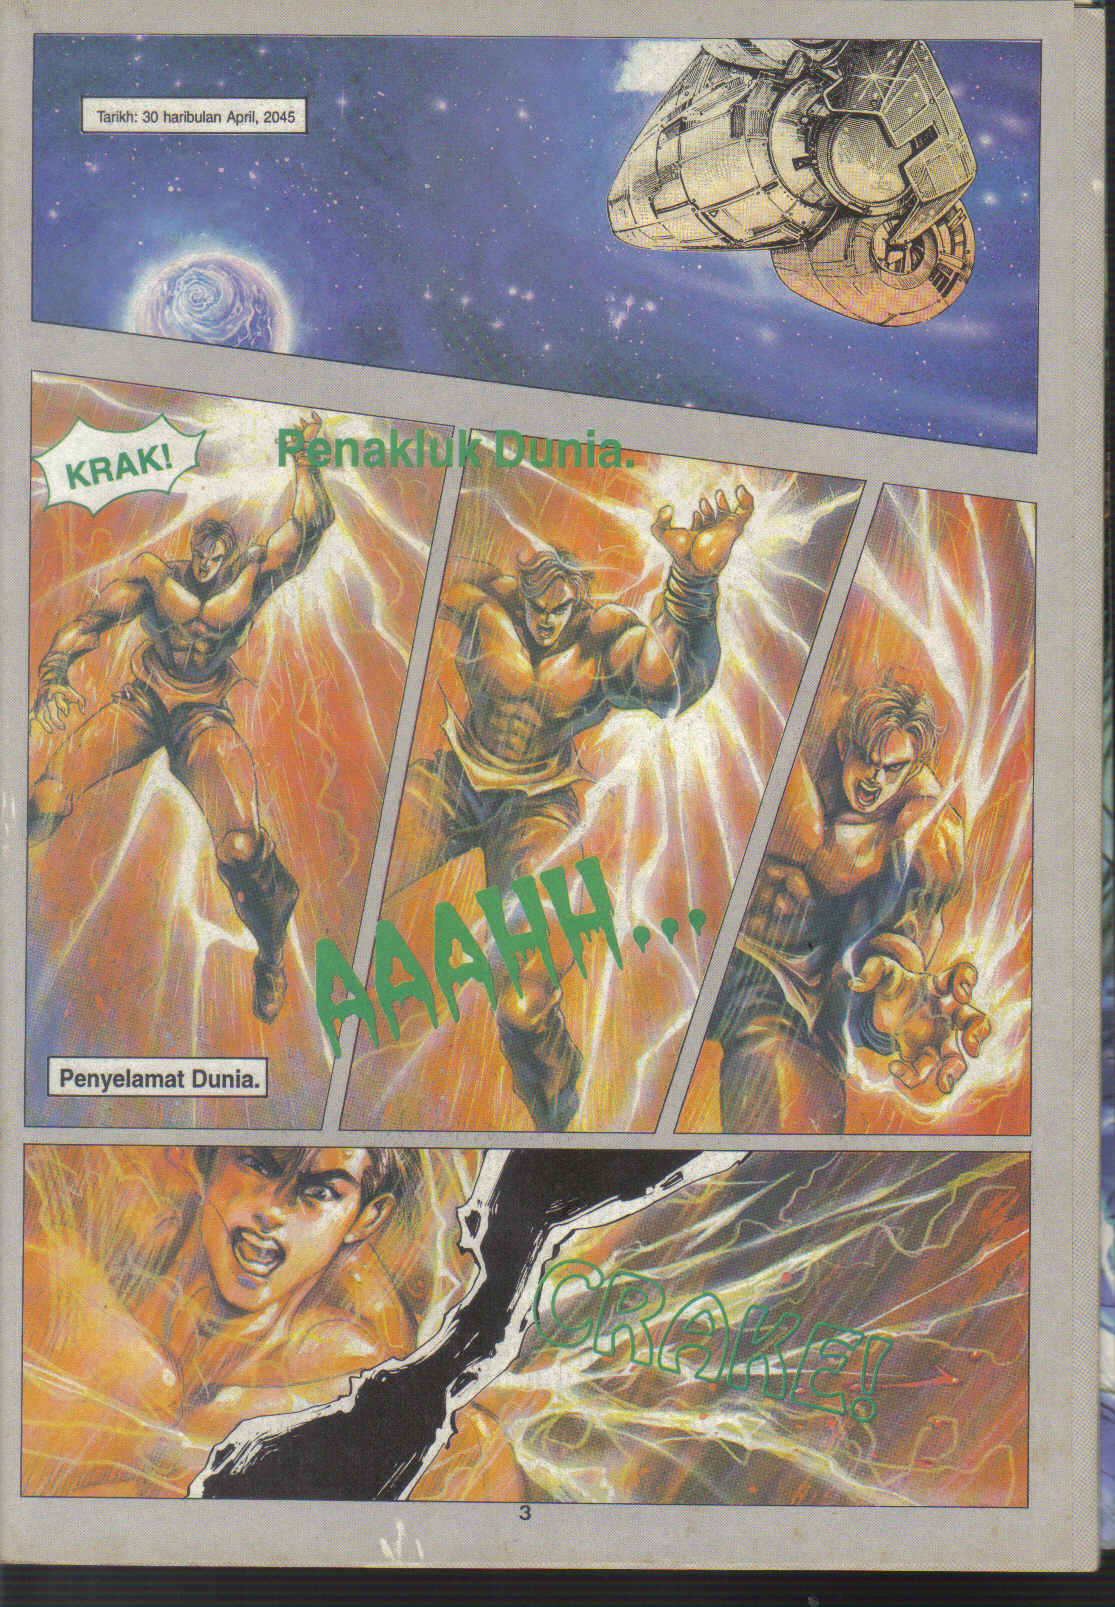 Tarikh: 30 haribulan April, 2045
KRAK!
Penakluk Dunia.
AAAHH...
Penyelamat Dunia.
CRAKE!
3